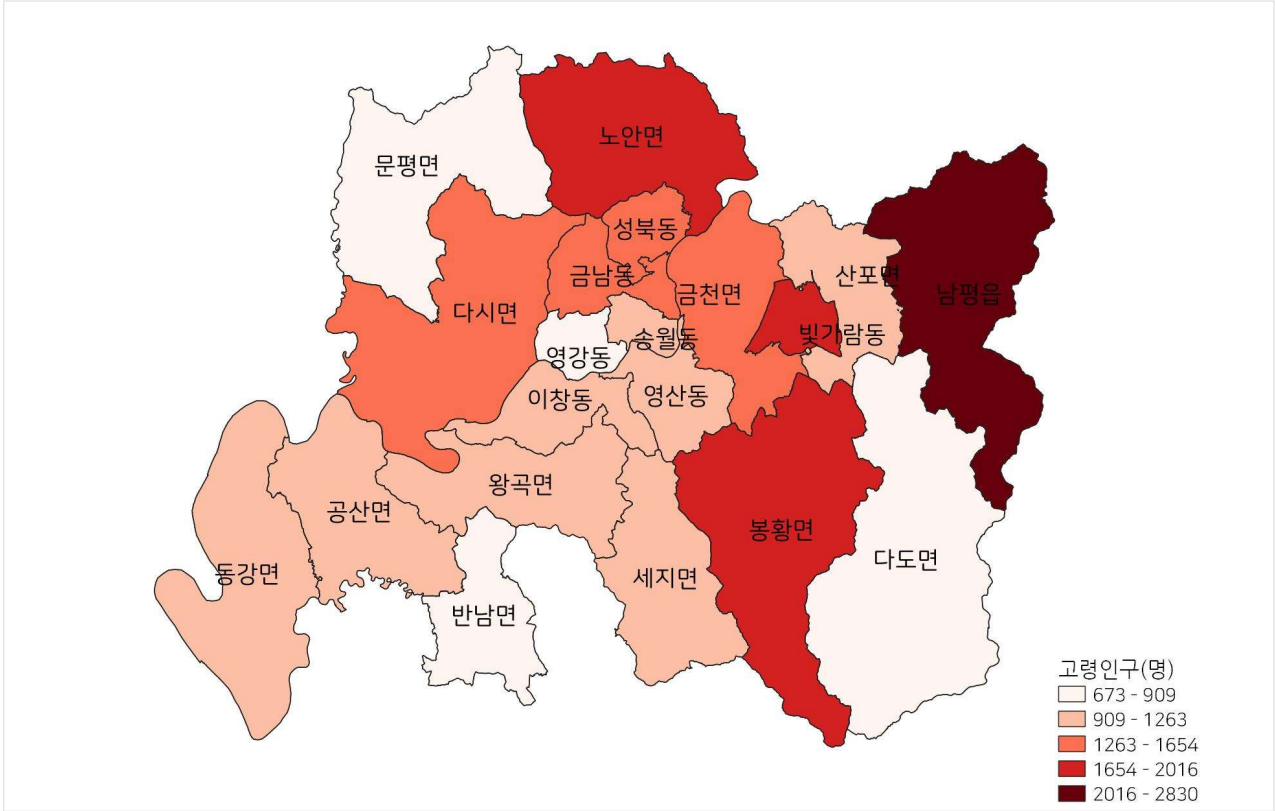 노안면
문평면
성북동
금남동
산포면
금천면
남평읍
다시면
빛가람동
송월동
영강동
이창동
영산동
왕곡면
공산면
봉황면
다도면
동강면
세지면
반남면
고령인구(명)
673 - 909
909 - 1263
1263 - 1654
1654 - 2016
2016 - 2830